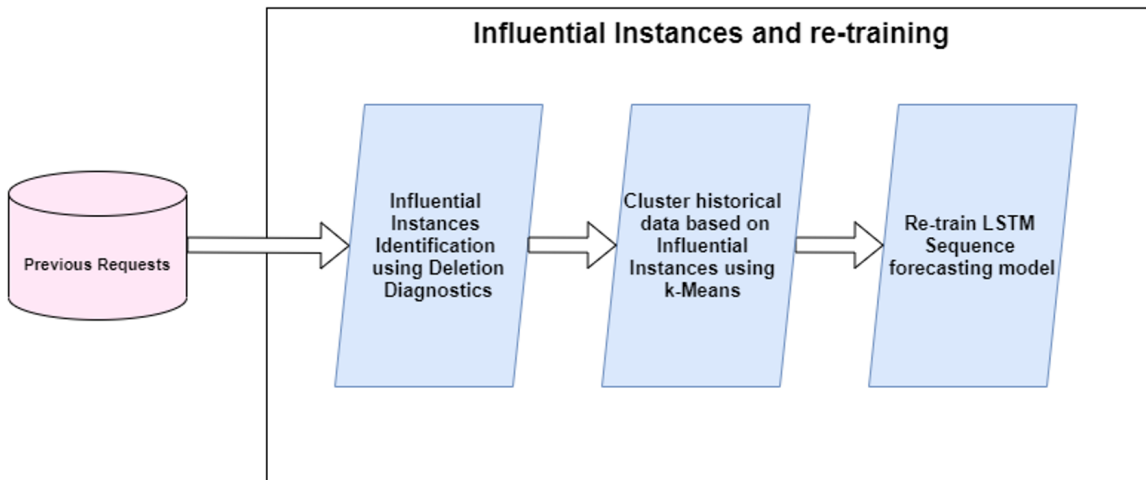 Influential Instances and re-training
Previous Requests
Influential
Instances
Identification
using Deletion
Diagnostics
Cluster historical
data based on
Influential
Instances using
k-Means
Re-train LSTM
Sequence
forecasting model